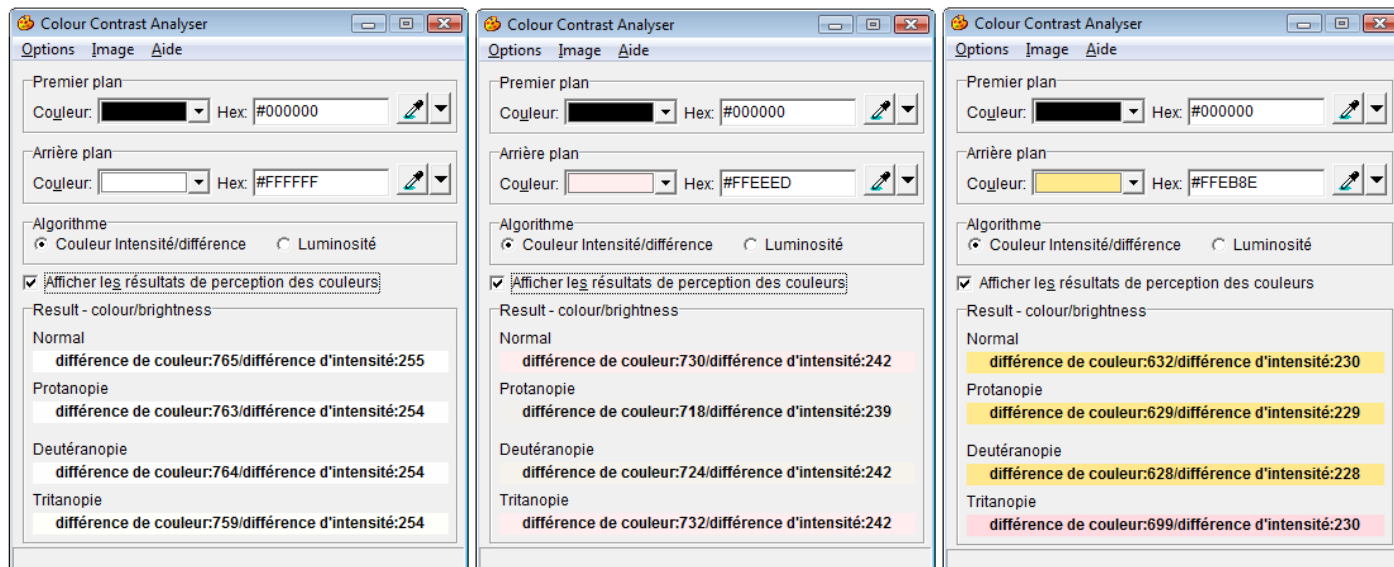 Colour Contrast Analyser
Options Image Aide
Premier plan
Couleur: Hex: #000000
Arrière plan
Couleur: Hex: #FFFFFF
Algorithme
Couleur Intensité/différence Luminosité
Afficher les résultats de perception des couleurs
Result - colour/brightness
Normal
différence de couleur:765/différence d'intensité:255
Protanopie
différence de couleur:763/différence d'intensité:254
Deutéranopie
différence de couleur:764/différence d'intensité:254
Tritanopie
différence de couleur:759/différence d'intensité:254
Colour Contrast Analyser
Options Image Aide
Premier plan
Couleur: Hex: #000000
Arrière plan
Couleur: Hex: #FFEEED
Algorithme
Couleur Intensité/différence Luminosité
Afficher les résultats de perception des couleurs
Result - colour/brightness
Normal
différence de couleur:730/différence d'intensité:242
Protanopie
différence de couleur:718/différence d'intensité:239
Deutéranopie
différence de couleur:724/différence d'intensité:242
Tritanopie
différence de couleur:732/différence d'intensité:242
Colour Contrast Analyser
Options Image Aide
Premier plan
Couleur: Hex: #000000
Arrière plan
Couleur: Hex: #FFEB8E
Algorithme
Couleur Intensité/différence Luminosité
Afficher les résultats de perception des couleurs
Result - colour/brightness
Normal
différence de couleur:632/différence d'intensité:230
Protanopie
différence de couleur:629/différence d'intensité:229
Deutéranopie
différence de couleur:628/différence d'intensité:228
Tritanopie
différence de couleur:699/différence d'intensité:230